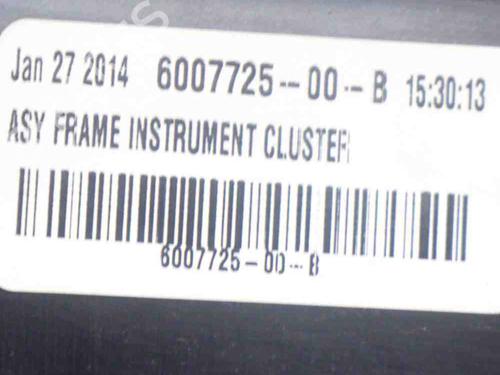 Jan 27 2014 6007725--00--B 15:30:13
ASY FRAME INSTRUMENT CLUSTER
6007725-00--B